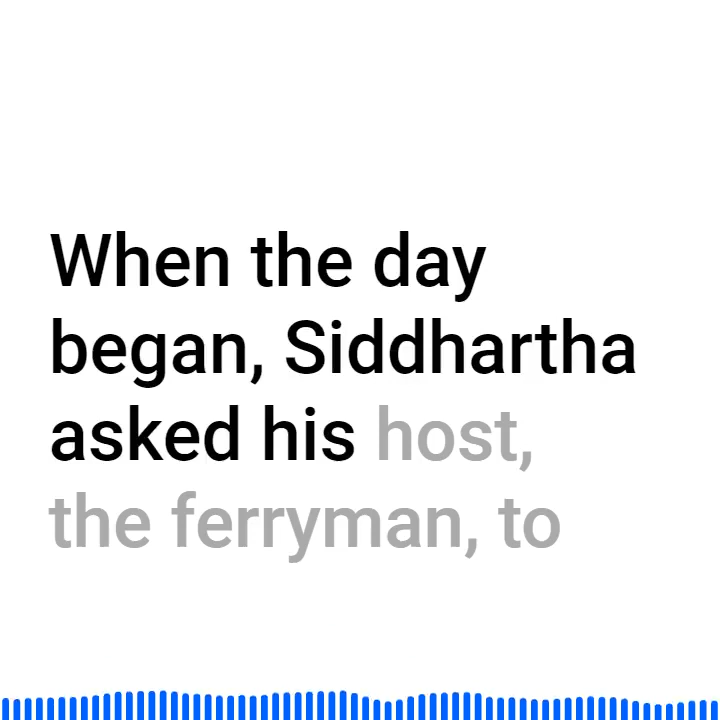 When the day
began, Siddhartha
asked his host,
the ferryman, to